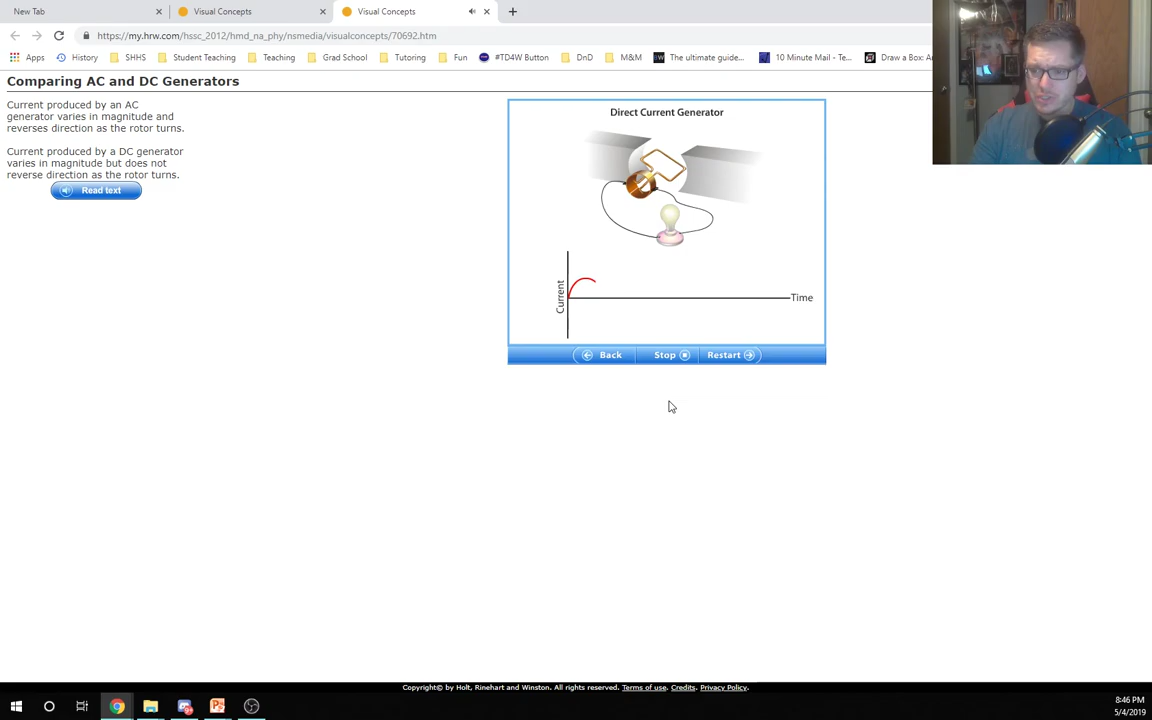 New Tab
Visual Concepts
Visual Concepts
https://my.hrw.com/hssc_2012/hmd_na_phy/nsmedia/visualconcepts/70692.htm
Apps History SHHS Student Teaching Teaching Grad School Tutoring Fun #TD4W Button DnD M&M The ultimate guide... 10 Minute Mail - Te... Draw a Box: An
Comparing AC and DC Generators
Current produced by an AC
generator varies in magnitude and
reverses direction as the rotor turns.
Current produced by a DC generator
varies in magnitude but does not
reverse direction as the rotor turns.
Read text
Direct Current Generator
Current
Time
Back Stop Restart
Copyright© by Holt, Rinehart and Winston. All rights reserved. Terms of use. Credits. Privacy Policy.
8:46 PM
5/4/2019